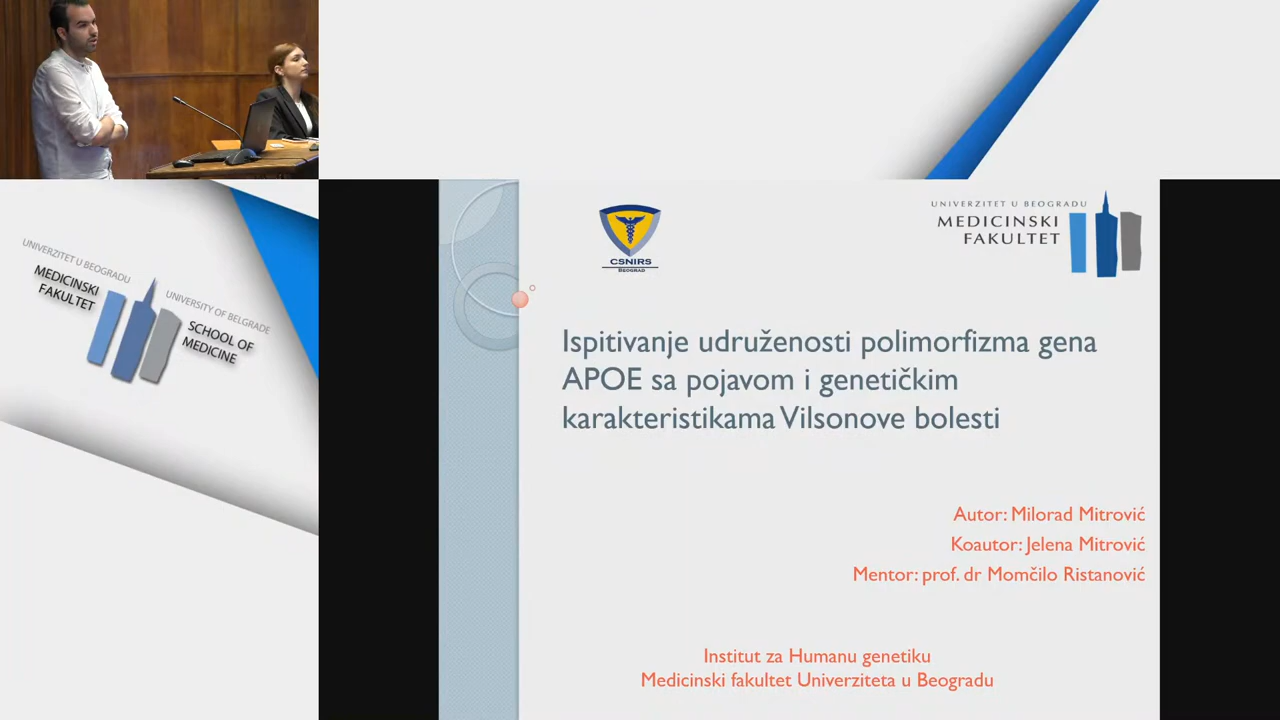 UNIVERZITET U BEOGRADU
MEDICINSKI
FAKULTET
UNIVERSITY OF BELGRADE
SCHOOL OF
MEDICINE
CSNIRS
BEOGRAD
UNIVERZITET U BEOGRADU
MEDICINSKI
FAKULTET
Ispitivanje udruženosti polimorfizma gena
APOE sa pojavom i genetičkim
karakteristikama Vilsonove bolesti
Autor: Milorad Mitrović
Koautor: Jelena Mitrović
Mentor: prof. dr Momčilo Ristanović
Institut za Humanu genetiku
Medicinski fakultet Univerziteta u Beogradu